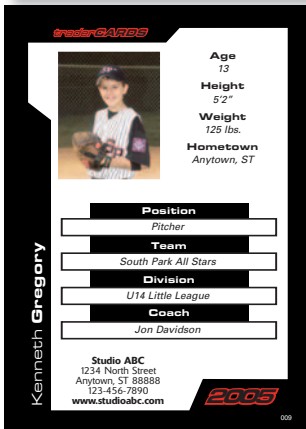 traderCARDS
Age
13
Height
5'2"
Weight
125 lbs.
Hometown
Anytown, ST
Position
Pitcher
Team
South Park All Stars
Division
U14 Little League
Coach
Jon Davidson
Kenneth Gregory
Studio ABC
1234 North Street
Anytown, ST 88888
123-456-7890
www.studioabc.com
2005
009